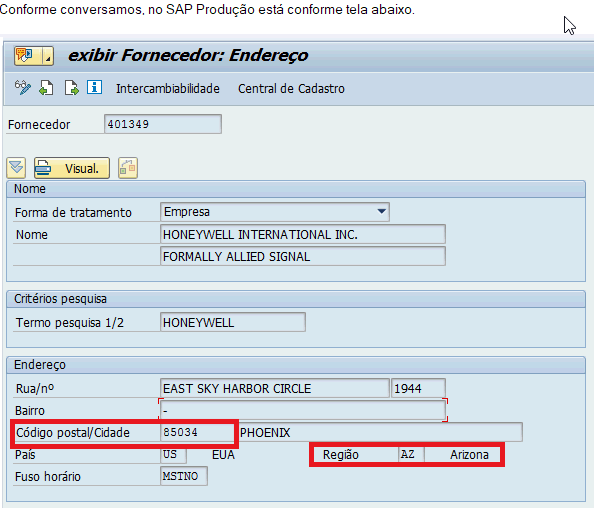 Conforme conversamos, no SAP Produção está conforme tela abaixo.
exibir Fornecedor: Endereço
Intercambiabilidade Central de Cadastro
Fornecedor 401349
Visual.
Nome
Forma de tratamento Empresa
Nome HONEYWELL INTERNATIONAL INC.
FORMALLY ALLIED SIGNAL
Critérios pesquisa
Termo pesquisa 1/2 HONEYWELL
Endereço
Rua/nº EAST SKY HARBOR CIRCLE 1944
Bairro -
Código postal/Cidade 85034 PHOENIX
País US EUA Região AZ Arizona
Fuso horário MSTNO